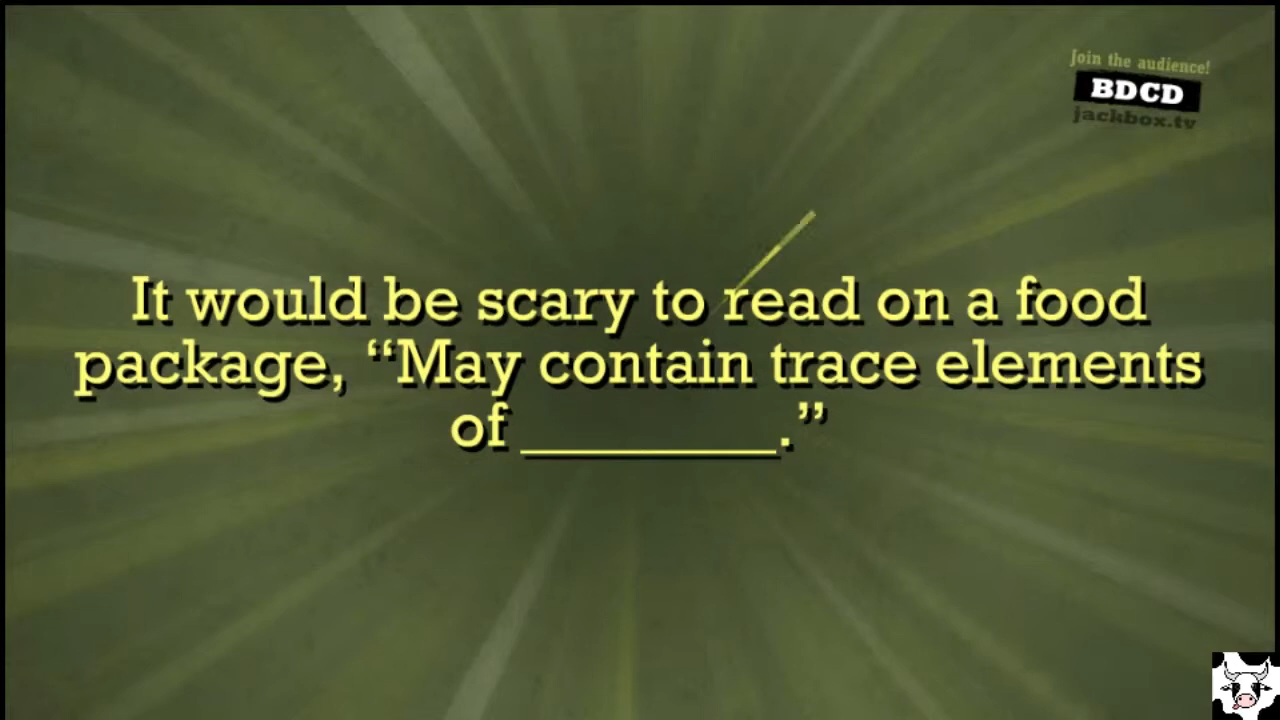 Join the audience!
BDCD
jackbox.tv
It would be scary to read on a food
package, “May contain trace elements
of ________.”